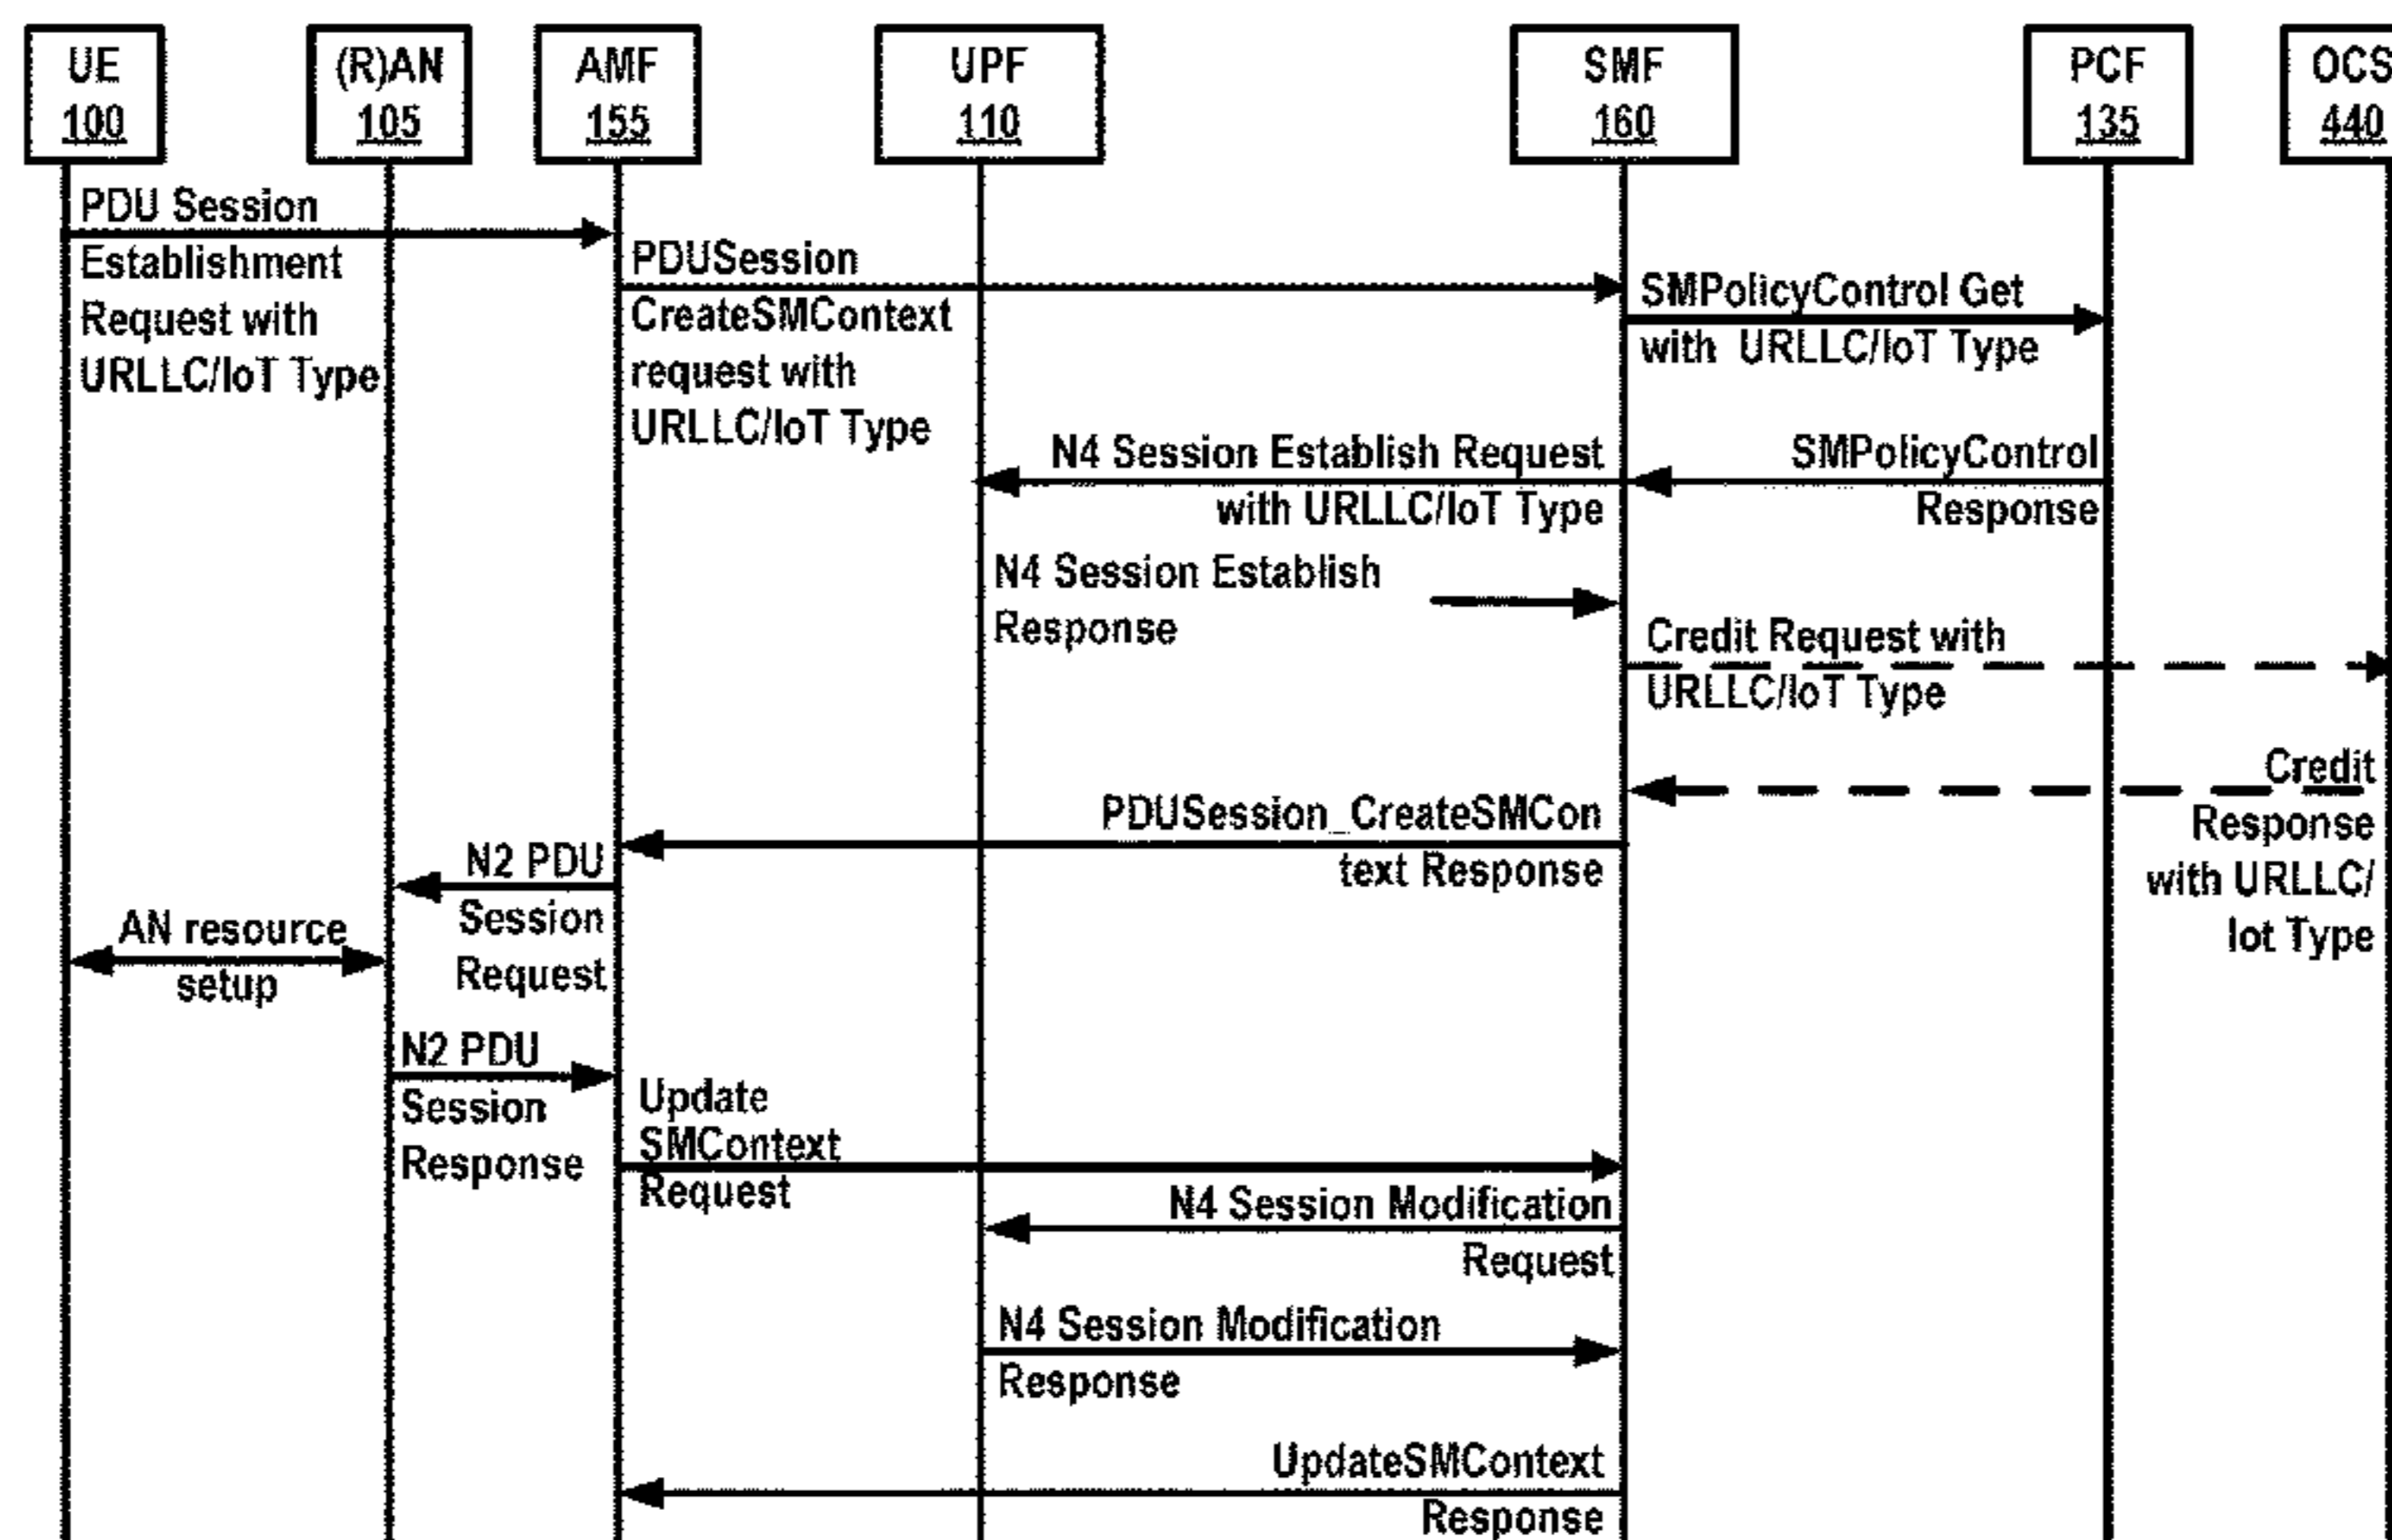 UE
100
(R)AN
105
AMF
155
UPF
110
SMF
160
PCF
135
OCS
440
PDU Session
Establishment
Request with
URLLC/IoT Type
PDUSession
CreateSMContext
request with
URLLC/IoT Type
SMPolicyControl Get
with URLLC/IoT Type
N4 Session Establish Request
with URLLC/IoT Type
SMPolicyControl
Response
N4 Session Establish
Response
Credit Request with
URLLC/IoT Type
Credit
Response
with URLLC/
Iot Type
PDUSession_CreateSMCon
text Response
N2 PDU
Session
Request
AN resource
setup
N2 PDU
Session
Response
Update
SMContext
Request
N4 Session Modification
Request
N4 Session Modification
Response
UpdateSMContext
Response